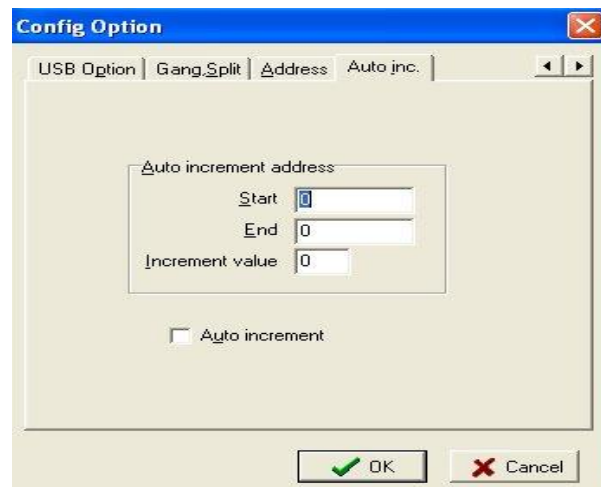 Config Option
USB Option Gang.Split Address Auto inc.
Auto increment address
Start 0
End 0
Increment value 0
Auto increment
OK Cancel